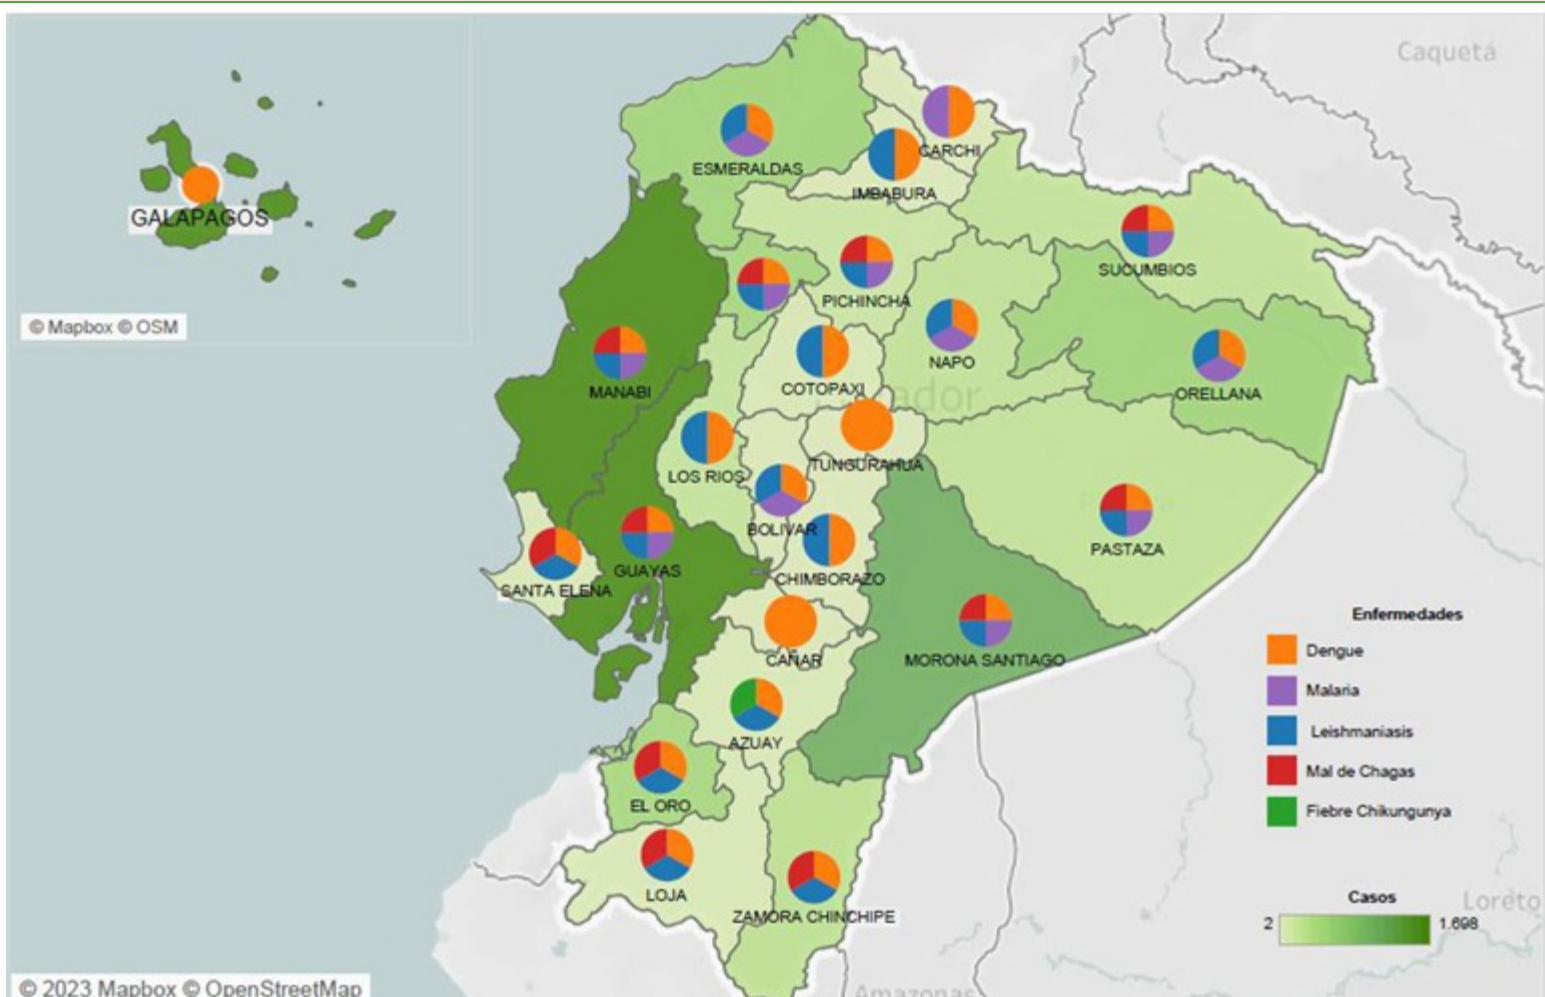 Caquetá
CARCHI
ESMERALDAS
IMBABURA
GALAPAGOS
SUCUMBIOS
PICHINCHA
© Mapbox © OSM
NAPO
MANABI
COTOPAXI
ORELLANA
TUNGURAHUA
LOS RIOS
BOLIVAR
PASTAZA
GUAYAS
CHIMBORAZO
SANTA ELENA
CAÑAR
MORONA SANTIAGO
AZUAY
EL ORO
LOJA
ZAMORA CHINCHIPE
Enfermedades
Dengue
Malaria
Leishmaniasis
Mal de Chagas
Fiebre Chikungunya
Casos
2 1.698
Loreto
© 2023 Mapbox © OpenStreetMap
Amazonas